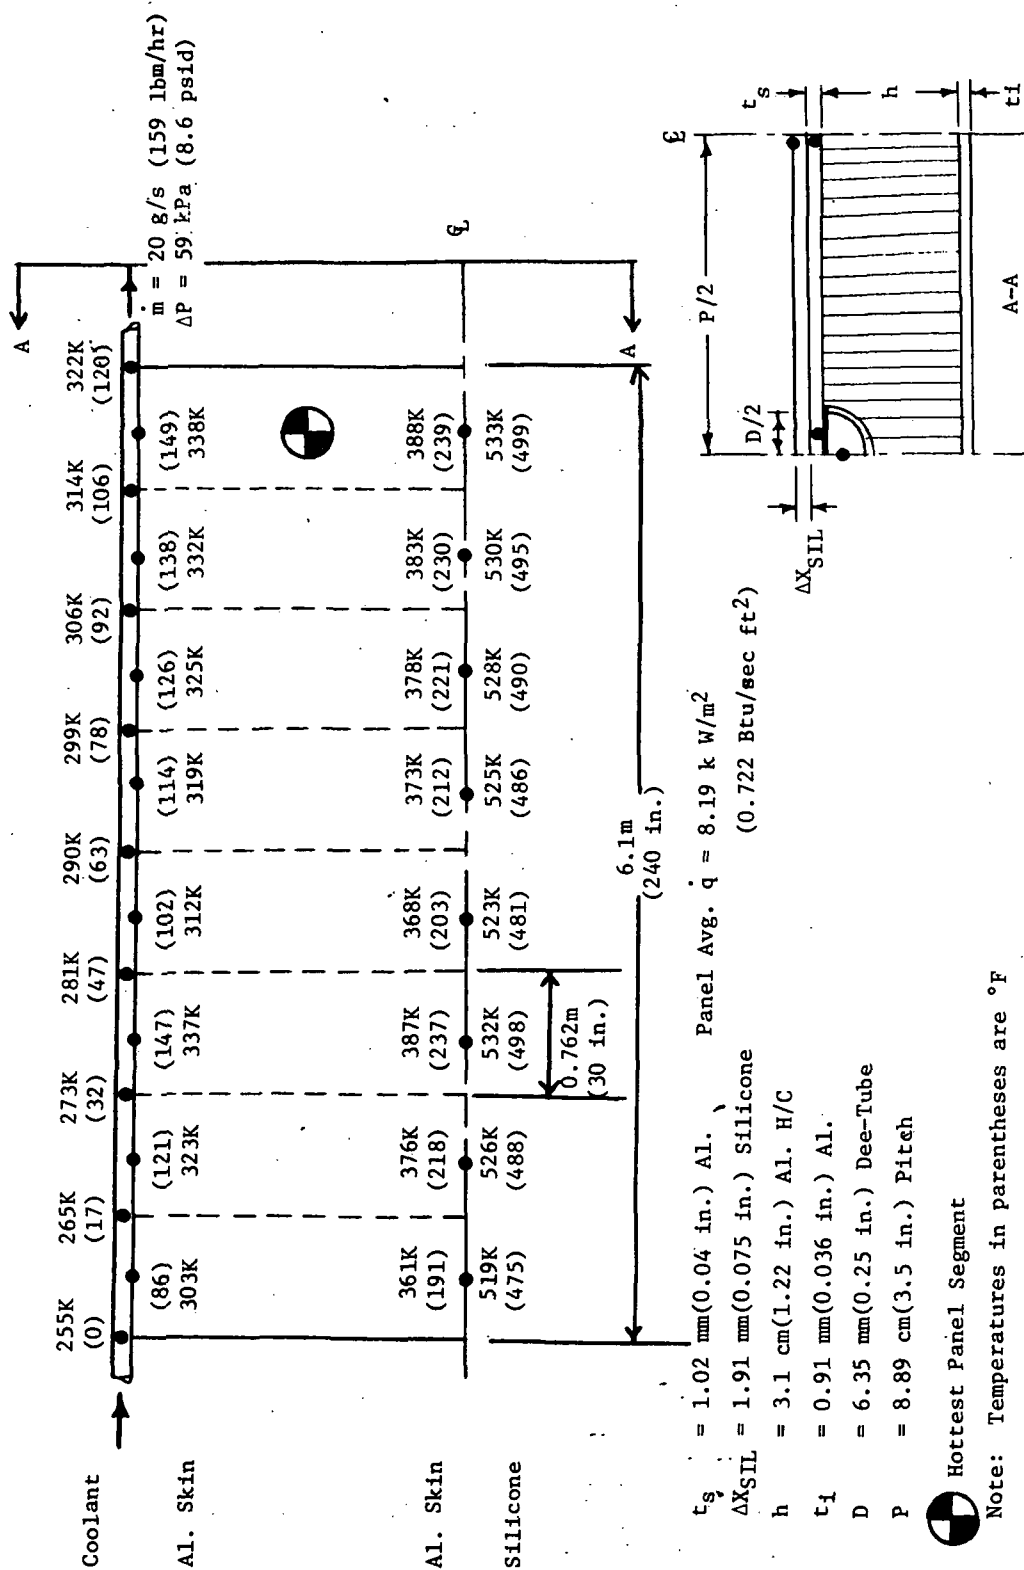 Coolant
255K 265K 273K 281K 290K 299K 306K 314K 322K
(0) (17) (32) (47) (63) (78) (92) (106) (120)
ṁ = 20 g/s (159 lbm/hr)
ΔP = 59 kPa (8.6 psid)
A
Al. Skin
(86) (121) (147) (102) (114) (126) (138) (149)
303K 323K 337K 312K 319K 325K 332K 338K
Al. Skin
361K 376K 387K 368K 373K 378K 383K 388K
(191) (218) (237) (203) (212) (221) (230) (239)
℄
Silicone
519K 526K 532K 523K 525K 528K 530K 533K
(475) (488) (498) (481) (486) (490) (495) (499)
A
0.762m
(30 in.)
6.1m
(240 in.)
t_s = 1.02 mm(0.04 in.) Al.
ΔX_SIL = 1.91 mm(0.075 in.) Silicone
h = 3.1 cm(1.22 in.) Al. H/C
t_i = 0.91 mm(0.036 in.) Al.
D = 6.35 mm(0.25 in.) Dee-Tube
P = 8.89 cm(3.5 in.) Pitch
Panel Avg. q̇ = 8.19 k W/m²
(0.722 Btu/sec ft²)
Hottest Panel Segment
Note: Temperatures in parentheses are °F
℄
P/2
D/2
ΔX_SIL
t_s
h
ti
A-A